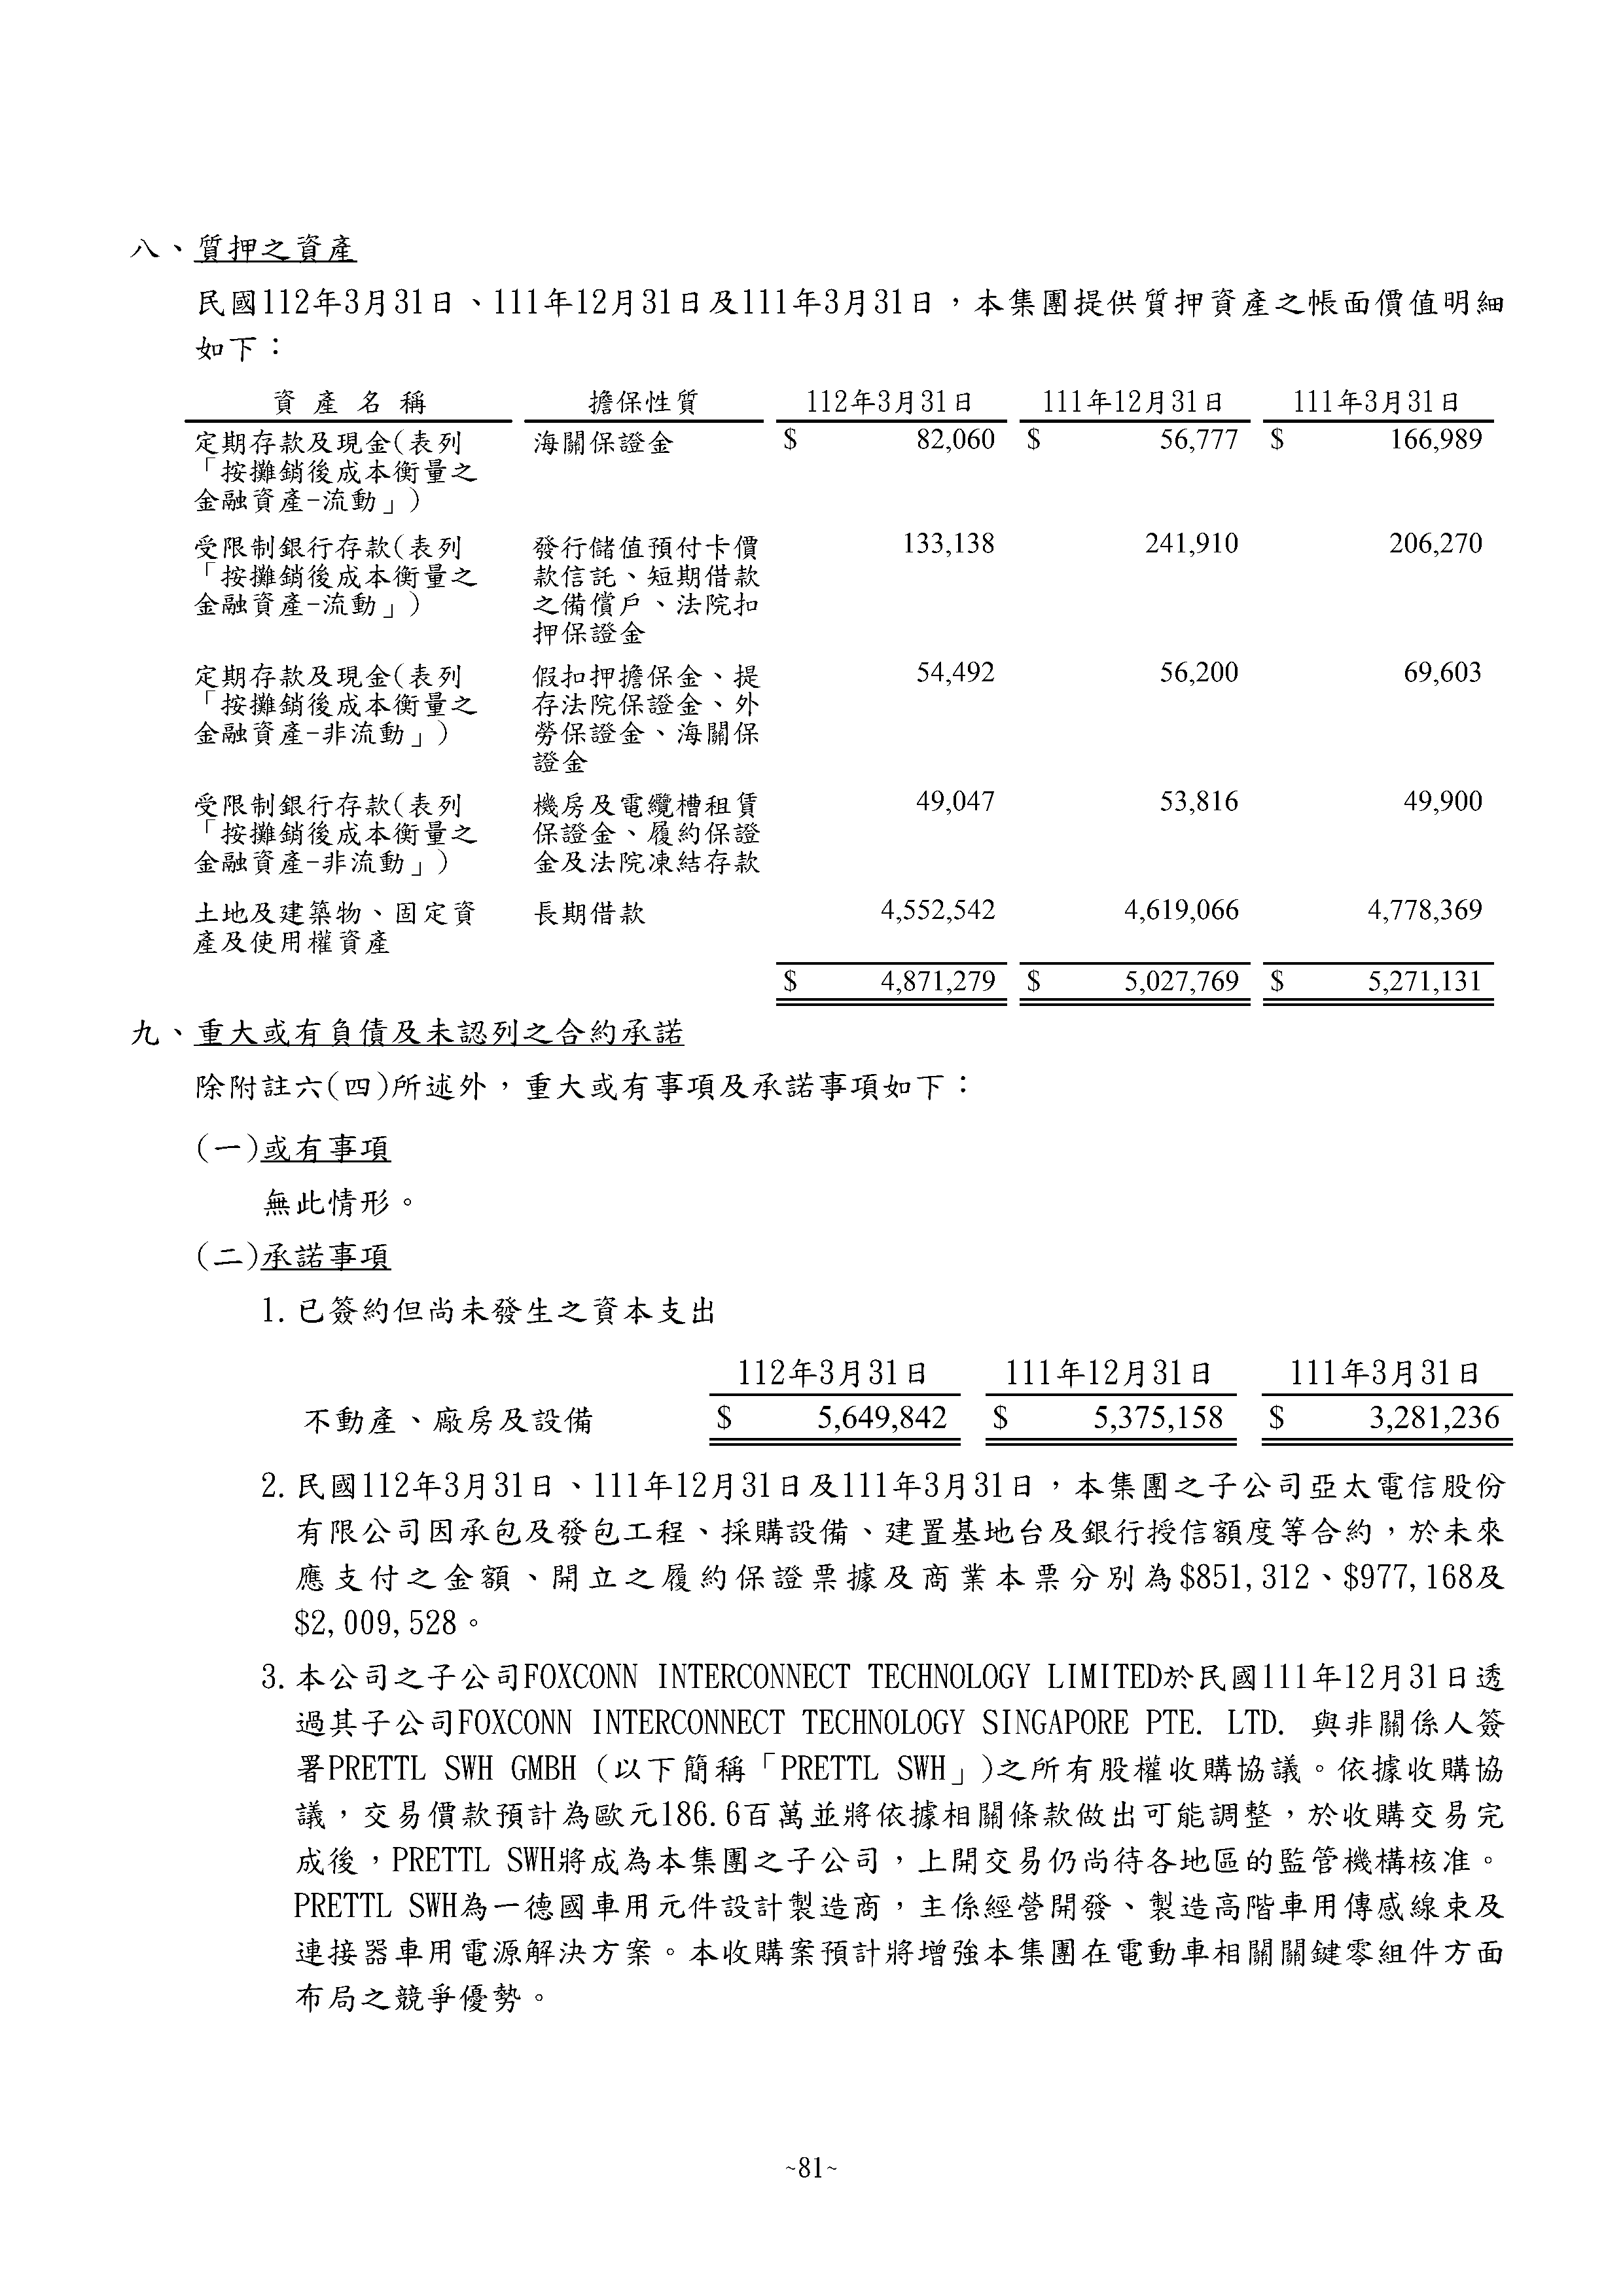 八、質押之資產
民國112年3月31日、111年12月31日及111年3月31日，本集團提供質押資產之帳面價值明細
如下：
資 產 名 稱 擔保性質 112年3月31日 111年12月31日 111年3月31日
定期存款及現金(表列 海關保證金 $ 82,060 $ 56,777 $ 166,989
「按攤銷後成本衡量之
金融資產-流動」)
受限制銀行存款(表列 發行儲值預付卡價 133,138 241,910 206,270
「按攤銷後成本衡量之 款信託、短期借款
金融資產-流動」) 之備償戶、法院扣
押保證金
定期存款及現金(表列 假扣押擔保金、提 54,492 56,200 69,603
「按攤銷後成本衡量之 存法院保證金、外
金融資產-非流動」) 勞保證金、海關保
證金
受限制銀行存款(表列 機房及電纜槽租賃 49,047 53,816 49,900
「按攤銷後成本衡量之 保證金、履約保證
金融資產-非流動」) 金及法院凍結存款
土地及建築物、固定資 長期借款 4,552,542 4,619,066 4,778,369
產及使用權資產
$ 4,871,279 $ 5,027,769 $ 5,271,131
九、重大或有負債及未認列之合約承諾
除附註六(四)所述外，重大或有事項及承諾事項如下：
(一)或有事項
無此情形。
(二)承諾事項
1. 已簽約但尚未發生之資本支出
112年3月31日 111年12月31日 111年3月31日
不動產、廠房及設備 $ 5,649,842 $ 5,375,158 $ 3,281,236
2. 民國112年3月31日、111年12月31日及111年3月31日，本集團之子公司亞太電信股份
有限公司因承包及發包工程、採購設備、建置基地台及銀行授信額度等合約，於未來
應支付之金額、開立之履約保證票據及商業本票分別為$851,312、$977,168及
$2,009,528。
3. 本公司之子公司FOXCONN INTERCONNECT TECHNOLOGY LIMITED於民國111年12月31日透
過其子公司FOXCONN INTERCONNECT TECHNOLOGY SINGAPORE PTE. LTD. 與非關係人簽
署PRETTL SWH GMBH (以下簡稱「PRETTL SWH」)之所有股權收購協議。依據收購協
議，交易價款預計為歐元186.6百萬並將依據相關條款做出可能調整，於收購交易完
成後，PRETTL SWH將成為本集團之子公司，上開交易仍尚待各地區的監管機構核准。
PRETTL SWH為一德國車用元件設計製造商，主係經營開發、製造高階車用傳感線束及
連接器車用電源解決方案。本收購案預計將增強本集團在電動車相關關鍵零組件方面
布局之競爭優勢。
~81~